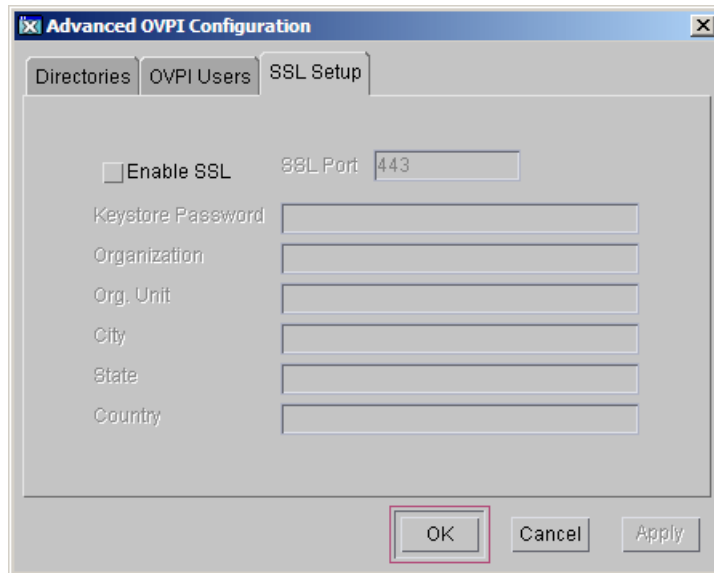 Advanced OVPI Configuration
Directories OVPI Users SSL Setup
Enable SSL SSL Port 443
Keystore Password
Organization
Org. Unit
City
State
Country
OK Cancel Apply